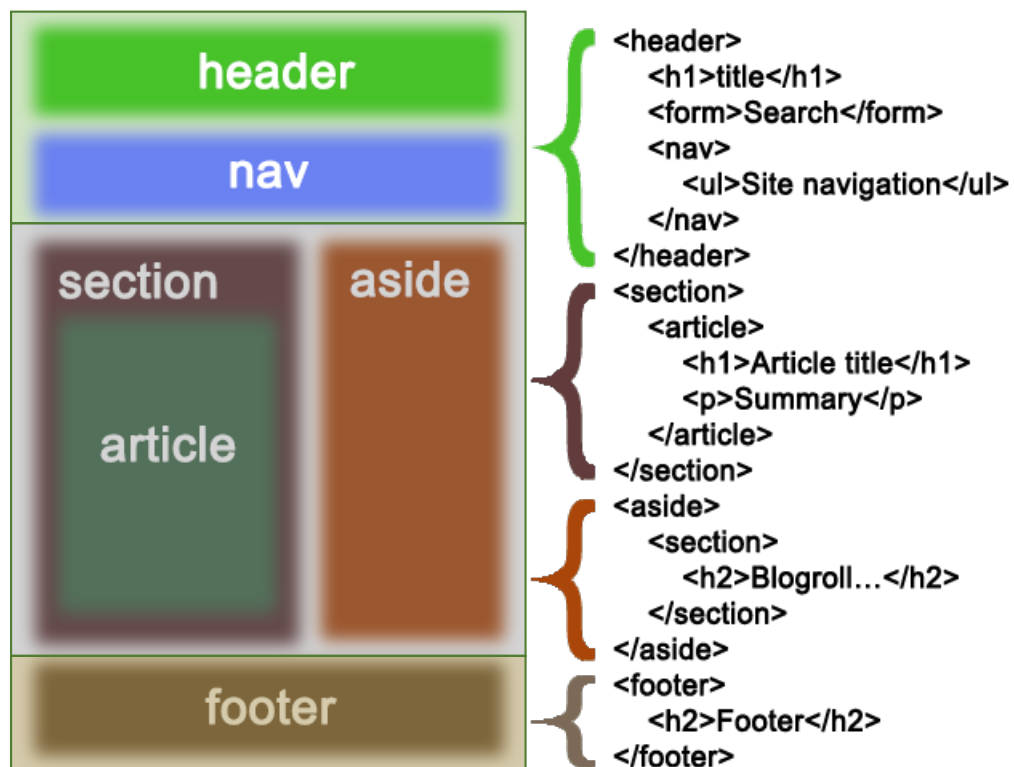 header
nav
section
aside
article
footer
<header>
<h1>title</h1>
<form>Search</form>
<nav>
<ul>Site navigation</ul>
</nav>
</header>
<section>
<article>
<h1>Article title</h1>
<p>Summary</p>
</article>
</section>
<aside>
<section>
<h2>Blogroll…</h2>
</section>
</aside>
<footer>
<h2>Footer</h2>
</footer>